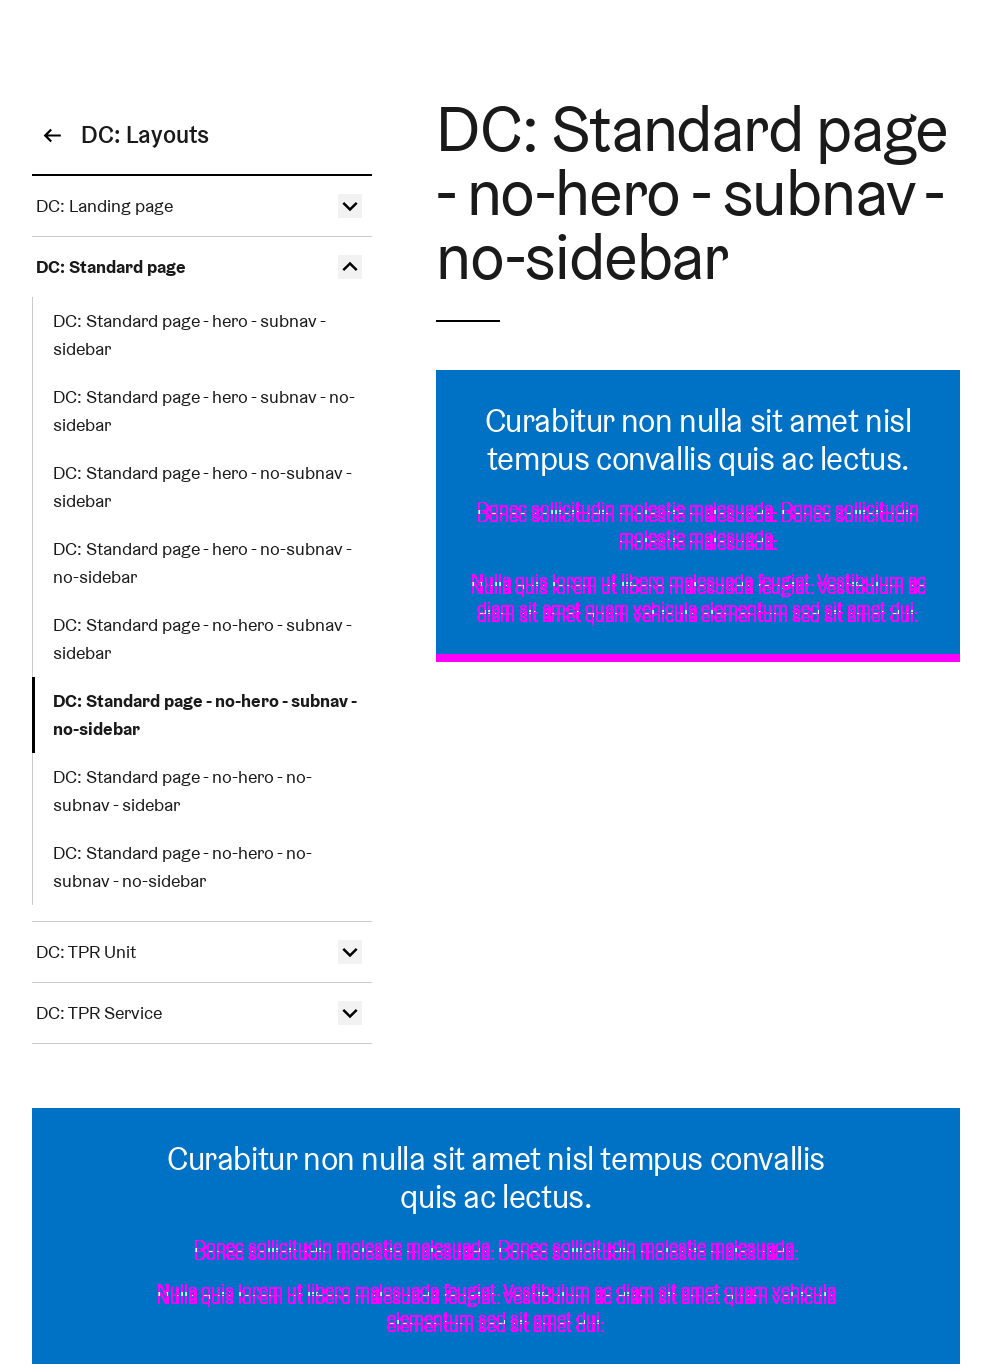 DC: Layouts
DC: Landing page
DC: Standard page
DC: Standard page - hero - subnav -
sidebar
DC: Standard page - hero - subnav - no-
sidebar
DC: Standard page - hero - no-subnav -
sidebar
DC: Standard page - hero - no-subnav -
no-sidebar
DC: Standard page - no-hero - subnav -
sidebar
DC: Standard page - no-hero - subnav -
no-sidebar
DC: Standard page - no-hero - no-
subnav - sidebar
DC: Standard page - no-hero - no-
subnav - no-sidebar
DC: TPR Unit
DC: TPR Service
DC: Standard page
- no-hero - subnav -
no-sidebar
Curabitur non nulla sit amet nisl
tempus convallis quis ac lectus.
Donec sollicitudin molestie malesuada. Donec sollicitudin
molestie malesuada.
Nulla quis lorem ut libero malesuada feugiat. Vestibulum ac
diam sit amet quam vehicula elementum sed sit amet dui.
Curabitur non nulla sit amet nisl tempus convallis
quis ac lectus.
Donec sollicitudin molestie malesuada. Donec sollicitudin molestie malesuada.
Nulla quis lorem ut libero malesuada feugiat. Vestibulum ac diam sit amet quam vehicula
elementum sed sit amet dui.